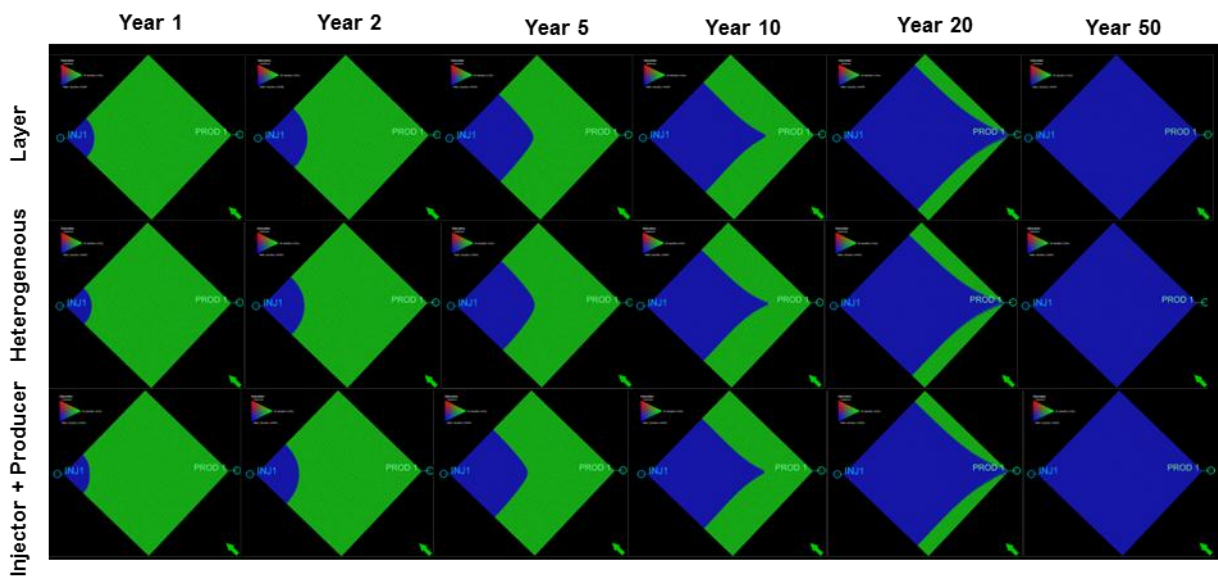 Year 1
Year 2
Year 5
Year 10
Year 20
Year 50
Layer
INJ1 PROD 1
INJ1 PROD 1
INJ1 PROD 1
INJ1 PROD 1
INJ1 PROD 1
INJ1 PROD 1
Heterogeneous
INJ1 PROD 1
INJ1 PROD 1
INJ1 PROD 1
INJ1 PROD 1
INJ1 PROD 1
INJ1 PROD 1
Injector + Producer
INJ1 PROD 1
INJ1 PROD 1
INJ1 PROD 1
INJ1 PROD 1
INJ1 PROD 1
INJ1 PROD 1